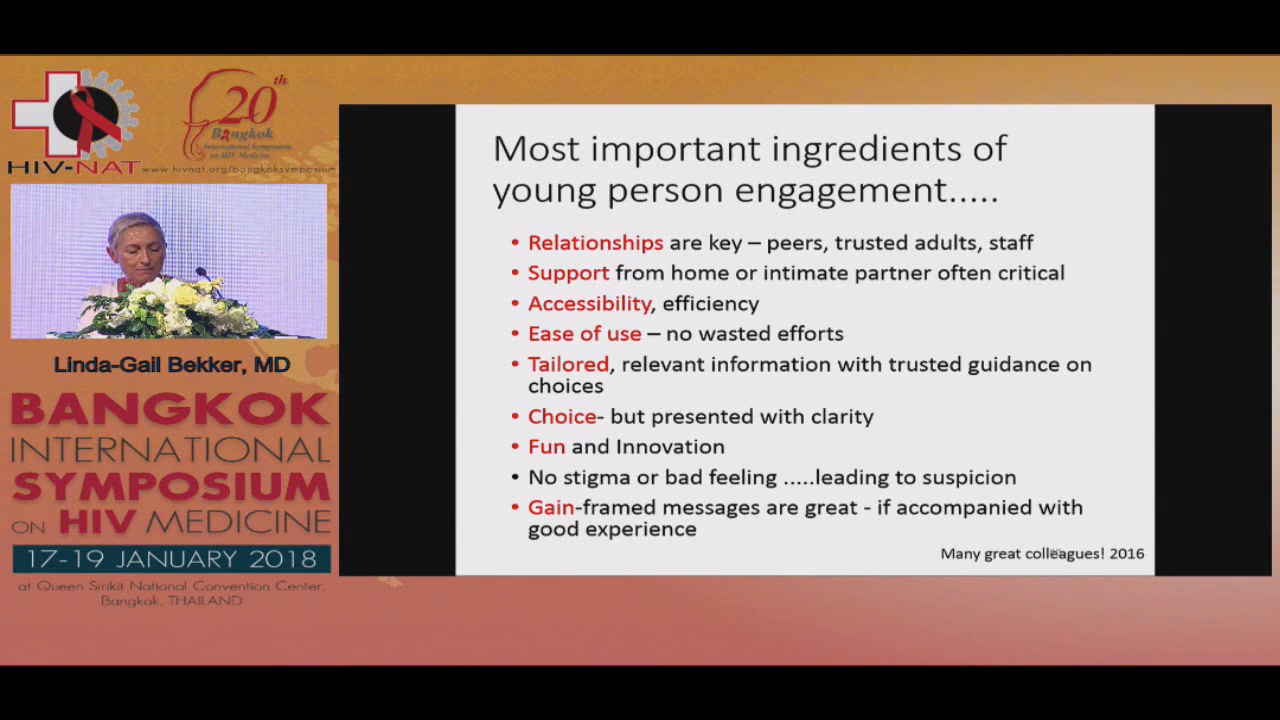 HIV-NAT
20th
Bangkok
International Symposium
on HIV Medicine
www.hivnat.org/bangkoksymposium
Linda-Gail Bekker, MD
BANGKOK
INTERNATIONAL
SYMPOSIUM
ON HIV MEDICINE
17-19 JANUARY 2018
at Queen Sirikit National Convention Center,
Bangkok, THAILAND
Most important ingredients of
young person engagement.....
• Relationships are key – peers, trusted adults, staff
• Support from home or intimate partner often critical
• Accessibility, efficiency
• Ease of use – no wasted efforts
• Tailored, relevant information with trusted guidance on
choices
• Choice- but presented with clarity
• Fun and Innovation
• No stigma or bad feeling .....leading to suspicion
• Gain-framed messages are great - if accompanied with
good experience
Many great colleagues! 2016